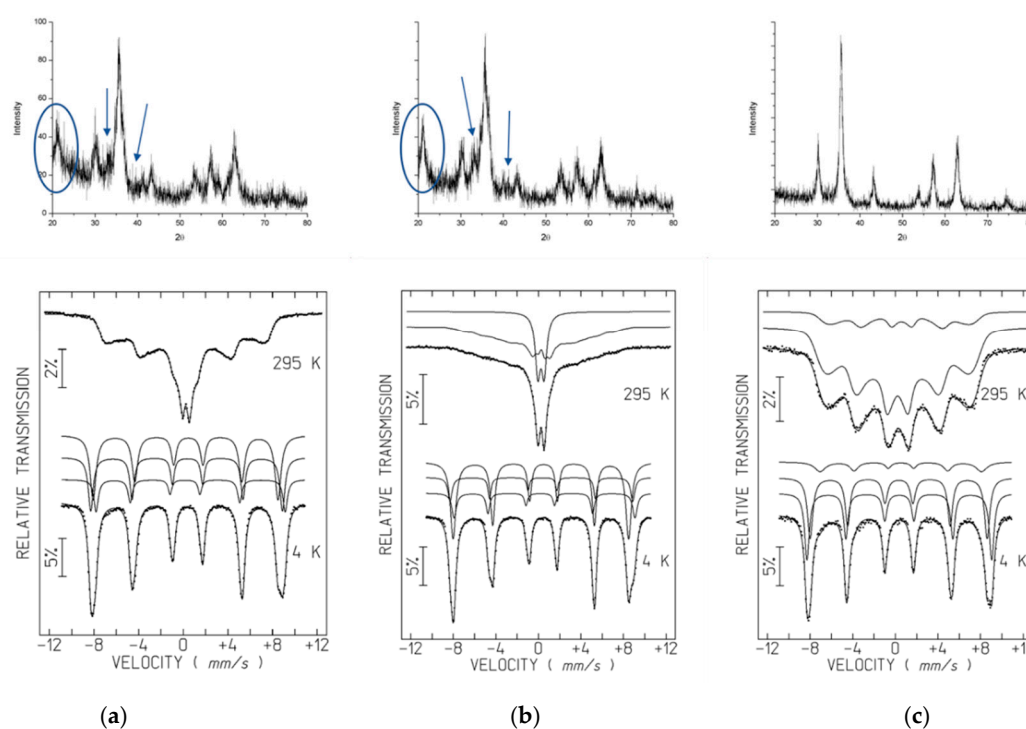 100
80
60
40
20
0
Intensity
20 30 40 50 60 70 80
2θ
Intensity
20 30 40 50 60 70 80
2θ
Intensity
20 30 40 50 60 70 80
2θ
RELATIVE TRANSMISSION
2%
295 K
5%
4 K
−12 −8 −4 0 +4 +8 +12
VELOCITY ( mm/s )
RELATIVE TRANSMISSION
5%
295 K
5%
4 K
−12 −8 −4 0 +4 +8 +12
VELOCITY ( mm/s )
RELATIVE TRANSMISSION
2%
295 K
5%
4 K
−12 −8 −4 0 +4 +8
VELOCITY ( mm/s )
(a) (b) (c)